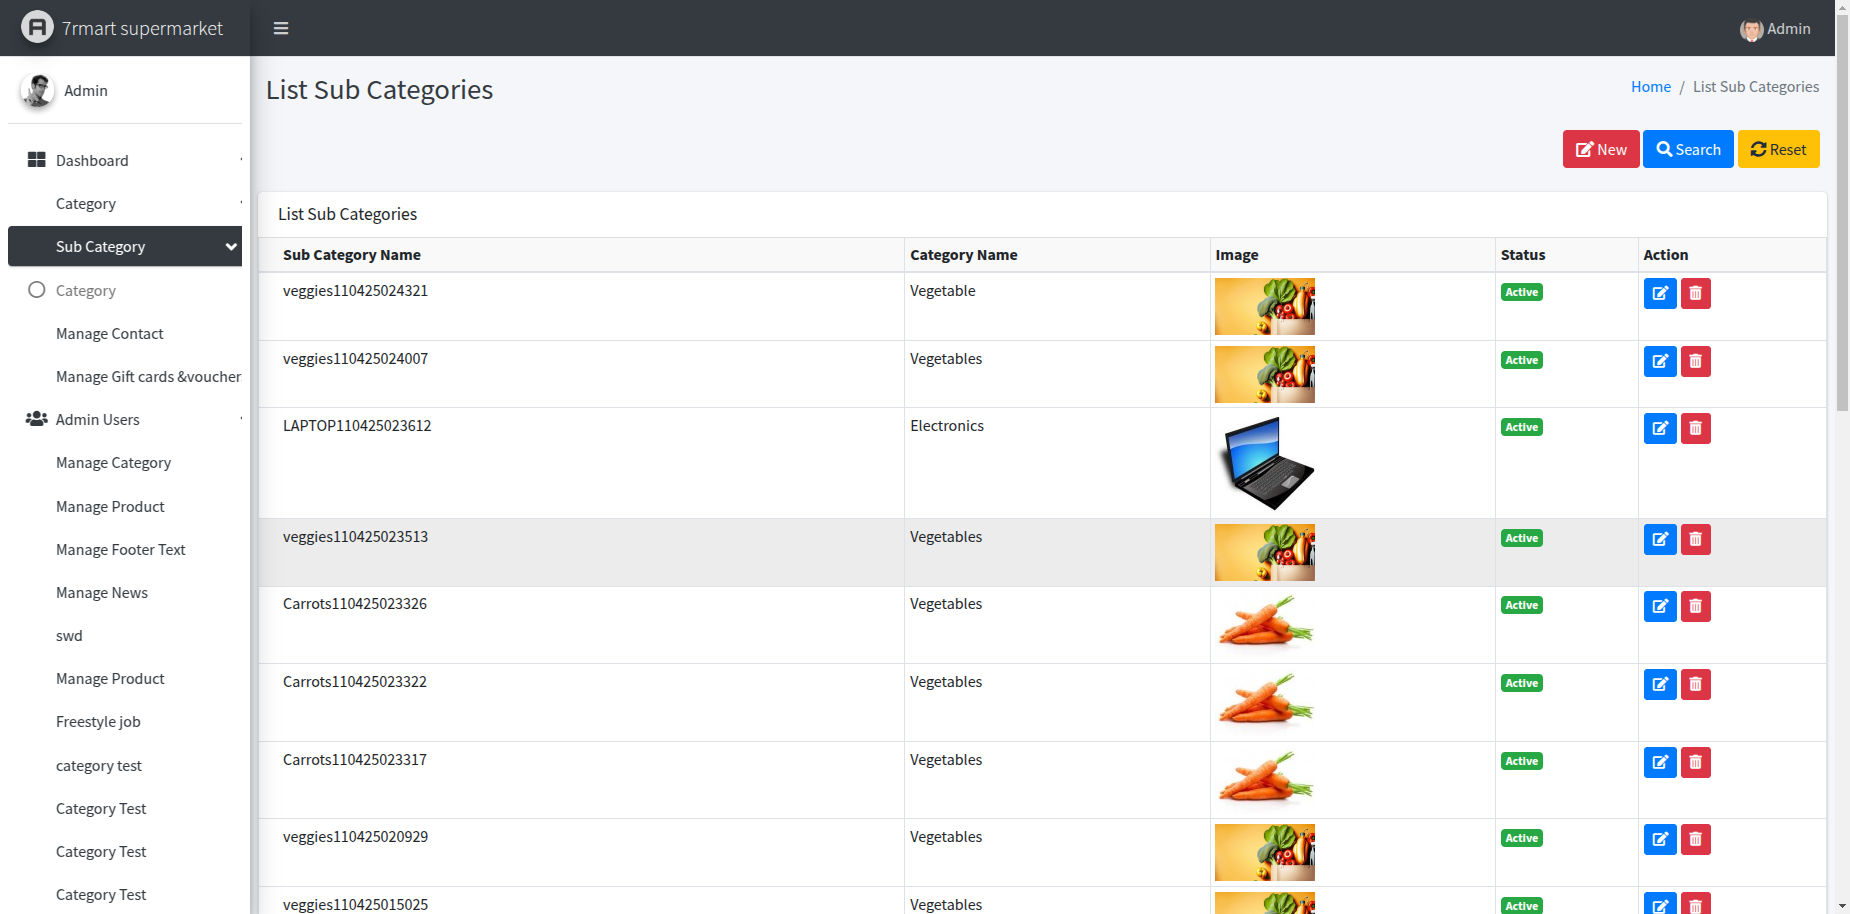 7rmart supermarket
Admin
Admin
List Sub Categories
Home / List Sub Categories
New
Search
Reset
Dashboard
Category
Sub Category
Category
Manage Contact
Manage Gift cards &voucher
Admin Users
Manage Category
Manage Product
Manage Footer Text
Manage News
swd
Manage Product
Freestyle job
category test
Category Test
Category Test
Category Test
List Sub Categories
Sub Category Name Category Name Image Status Action
veggies110425024321 Vegetable Active
veggies110425024007 Vegetables Active
LAPTOP110425023612 Electronics Active
veggies110425023513 Vegetables Active
Carrots110425023326 Vegetables Active
Carrots110425023322 Vegetables Active
Carrots110425023317 Vegetables Active
veggies110425020929 Vegetables Active
veggies110425015025 Vegetables Active